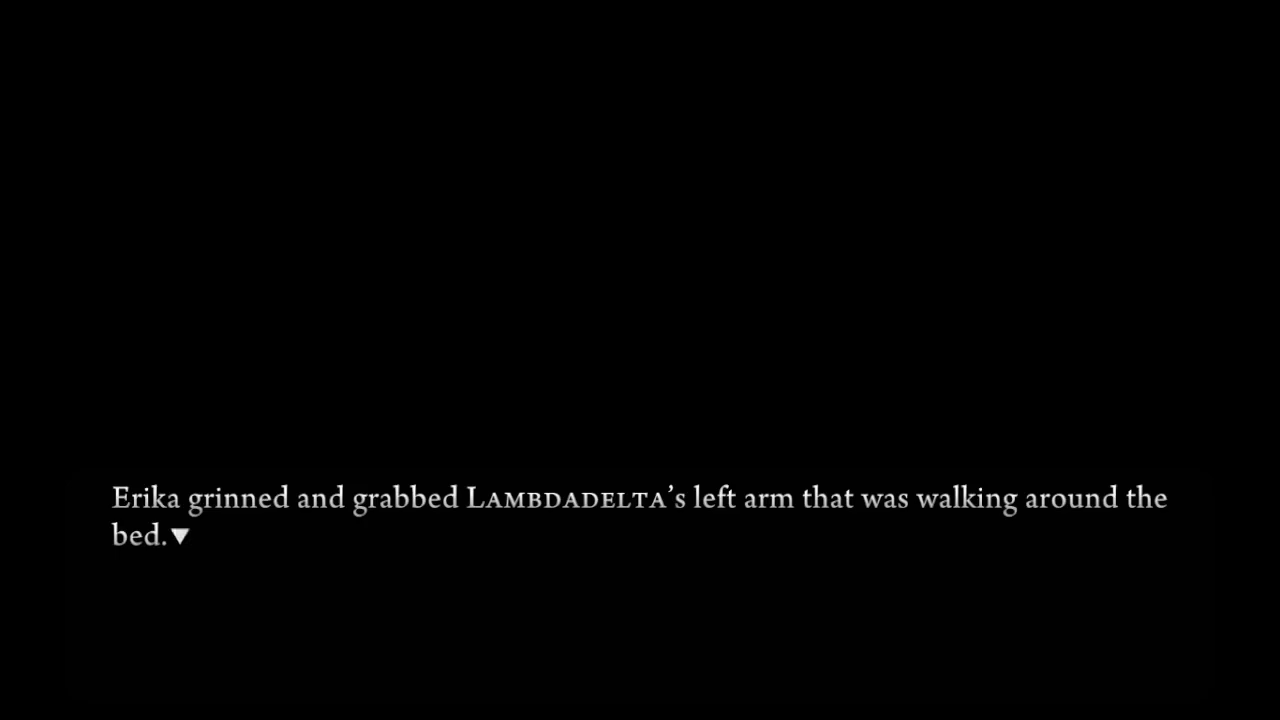 Erika grinned and grabbed LAMBDADELTA’s left arm that was walking around the
bed.▼